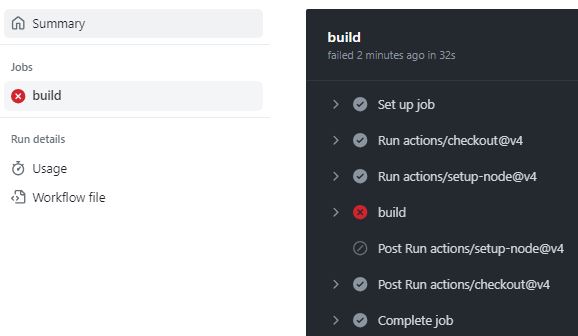 Summary
Jobs
build
Run details
Usage
Workflow file
build
failed 2 minutes ago in 32s
Set up job
Run actions/checkout@v4
Run actions/setup-node@v4
build
Post Run actions/setup-node@v4
Post Run actions/checkout@v4
Complete job